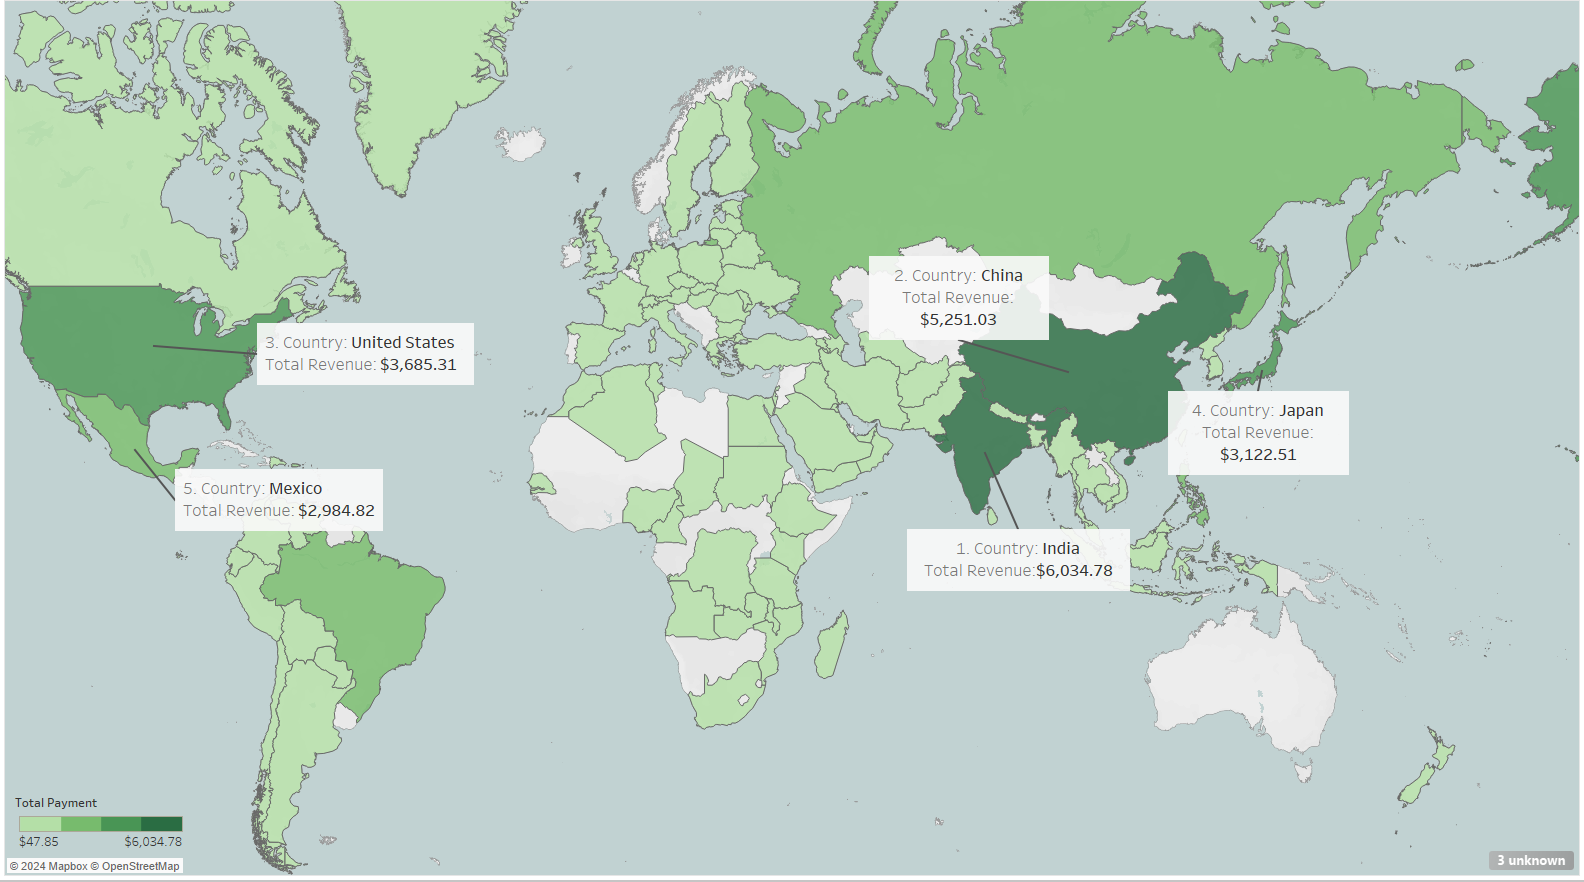 2. Country: China
Total Revenue:
$5,251.03
3. Country: United States
Total Revenue: $3,685.31
4. Country: Japan
Total Revenue:
$3,122.51
5. Country: Mexico
Total Revenue: $2,984.82
1. Country: India
Total Revenue:$6,034.78
Total Payment
$47.85 $6,034.78
© 2024 Mapbox © OpenStreetMap
3 unknown